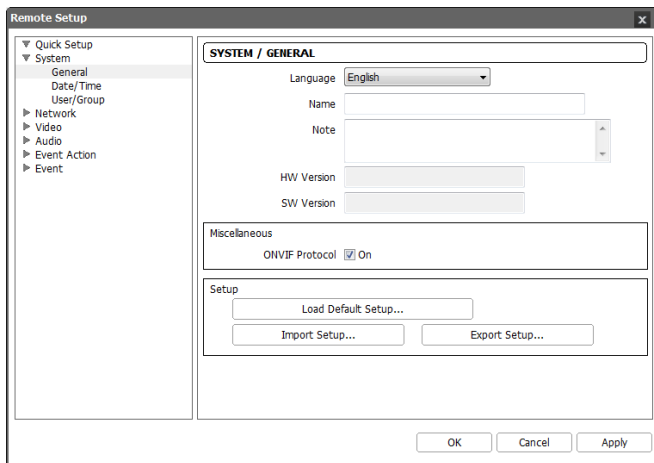 Remote Setup
Quick Setup
System
General
Date/Time
User/Group
Network
Video
Audio
Event Action
Event
SYSTEM / GENERAL
Language English
Name
Note
HW Version
SW Version
Miscellaneous
ONVIF Protocol On
Setup
Load Default Setup...
Import Setup... Export Setup...
OK Cancel Apply